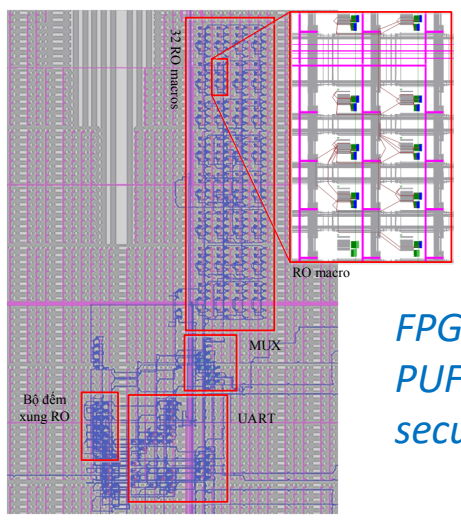 32 RO macros
RO macro
MUX
Bộ đếm
xung RO
UART
FPG
PUF
secu